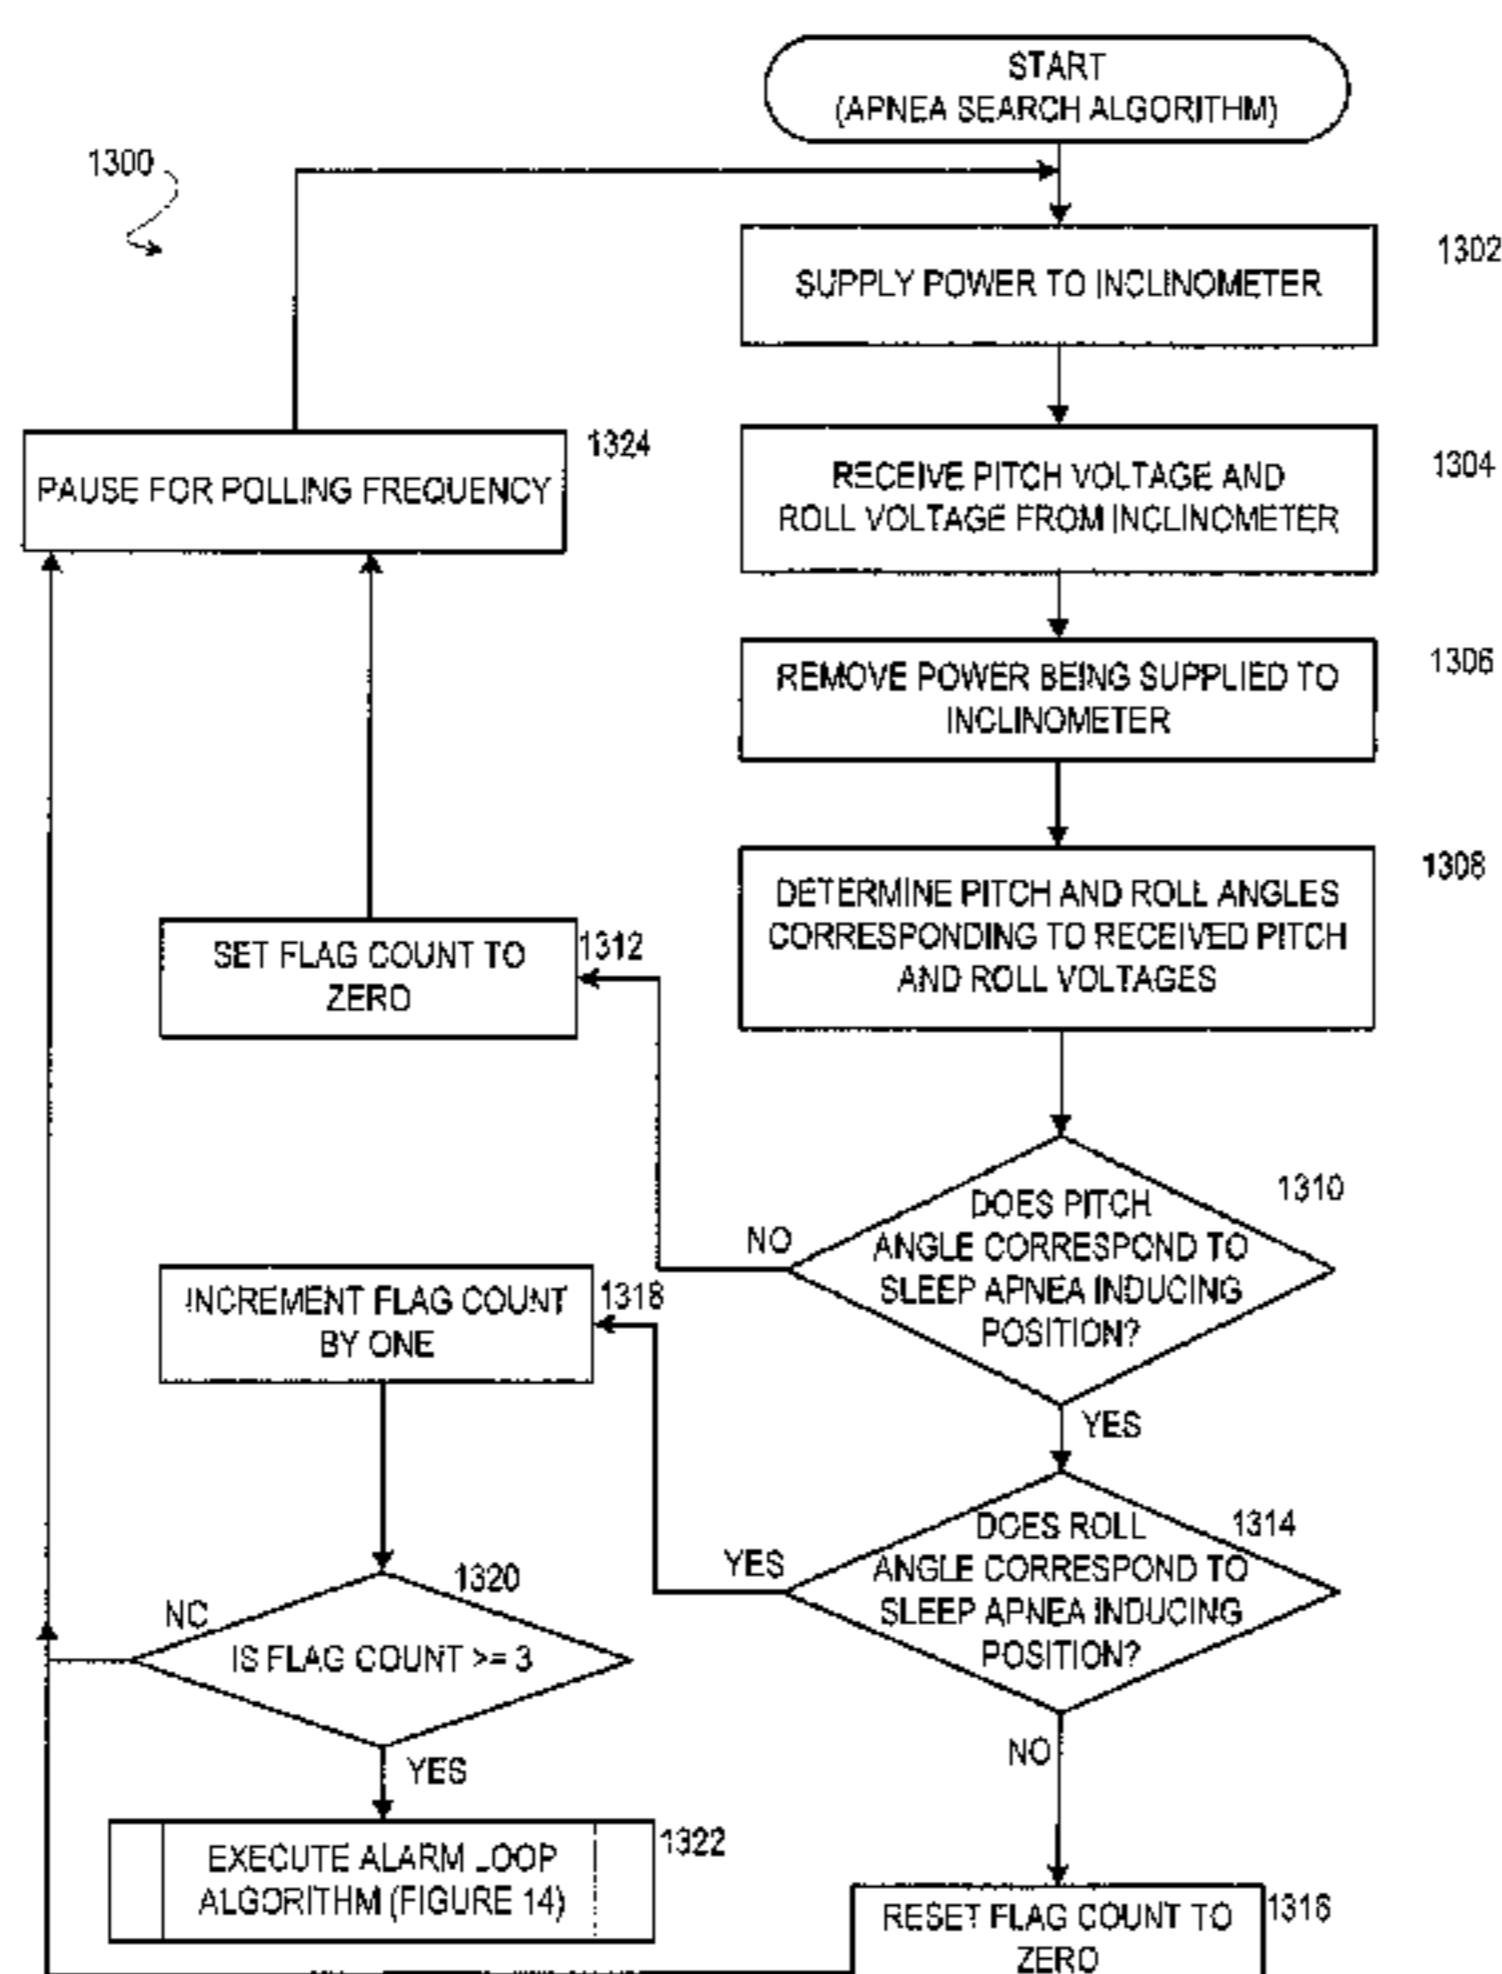 START
(APNEA SEARCH ALGORITHM)
1300
SUPPLY POWER TO INCLINOMETER
1302
PAUSE FOR POLLING FREQUENCY
1324
RECEIVE PITCH VOLTAGE AND
ROLL VOLTAGE FROM INCLINOMETER
1304
REMOVE POWER BEING SUPPLIED TO
INCLINOMETER
1306
DETERMINE PITCH AND ROLL ANGLES
CORRESPONDING TO RECEIVED PITCH
AND ROLL VOLTAGES
1308
SET FLAG COUNT TO
ZERO
1312
DOES PITCH
ANGLE CORRESPOND TO
SLEEP APNEA INDUCING
POSITION?
1310
NO
YES
INCREMENT FLAG COUNT
BY ONE
1318
DOES ROLL
ANGLE CORRESPOND TO
SLEEP APNEA INDUCING
POSITION?
1314
YES
NO
1320
NO
IS FLAG COUNT >= 3
YES
EXECUTE ALARM LOOP
ALGORITHM (FIGURE 14)
1322
RESET FLAG COUNT TO
ZERO
1316